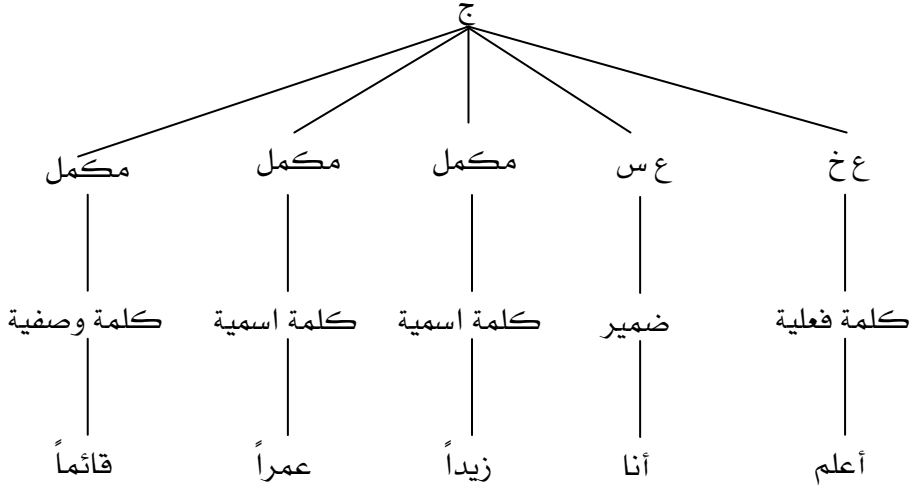 ج
ع خ ع س مكمل مكمل مكمل
كلمة فعلية ضمير كلمة اسمية كلمة اسمية كلمة وصفية
أعلم أنا زيداً عمراً قائماً